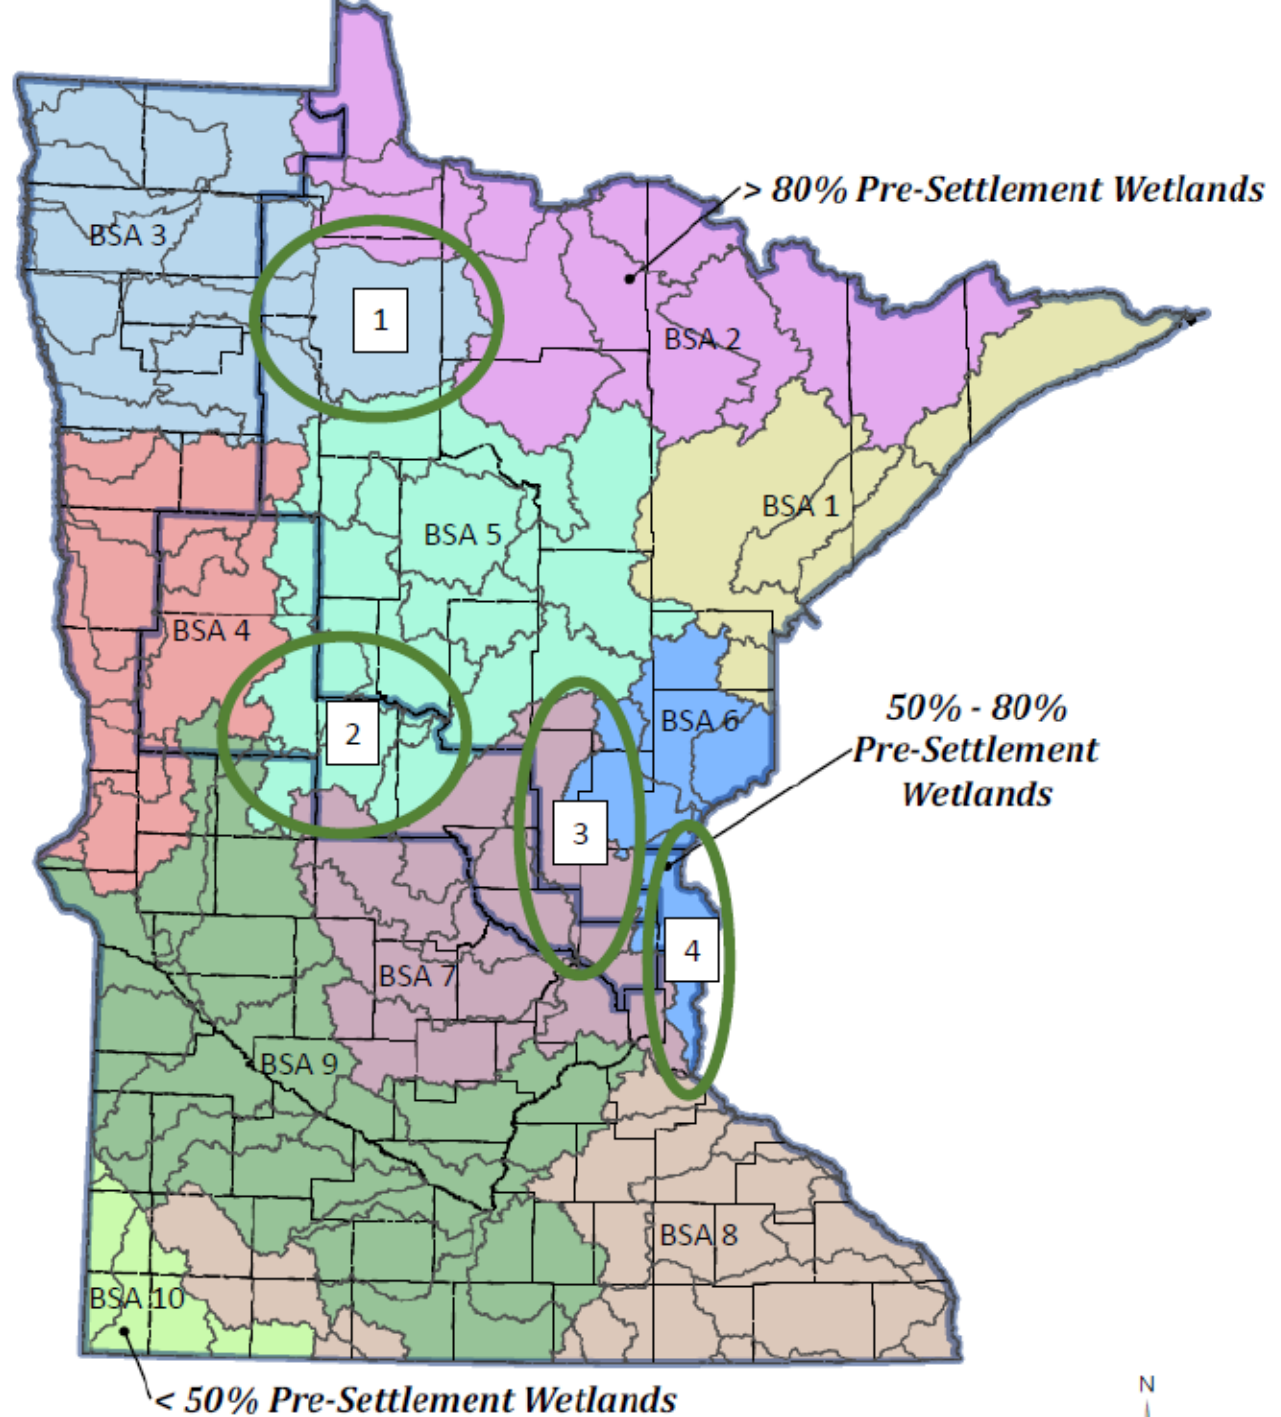 > 80% Pre-Settlement Wetlands
BSA 3
1
BSA 2
BSA 1
BSA 5
BSA 4
50% - 80%
Pre-Settlement
Wetlands
BSA 6
2
3
4
BSA 7
BSA 9
BSA 8
BSA 10
< 50% Pre-Settlement Wetlands
N